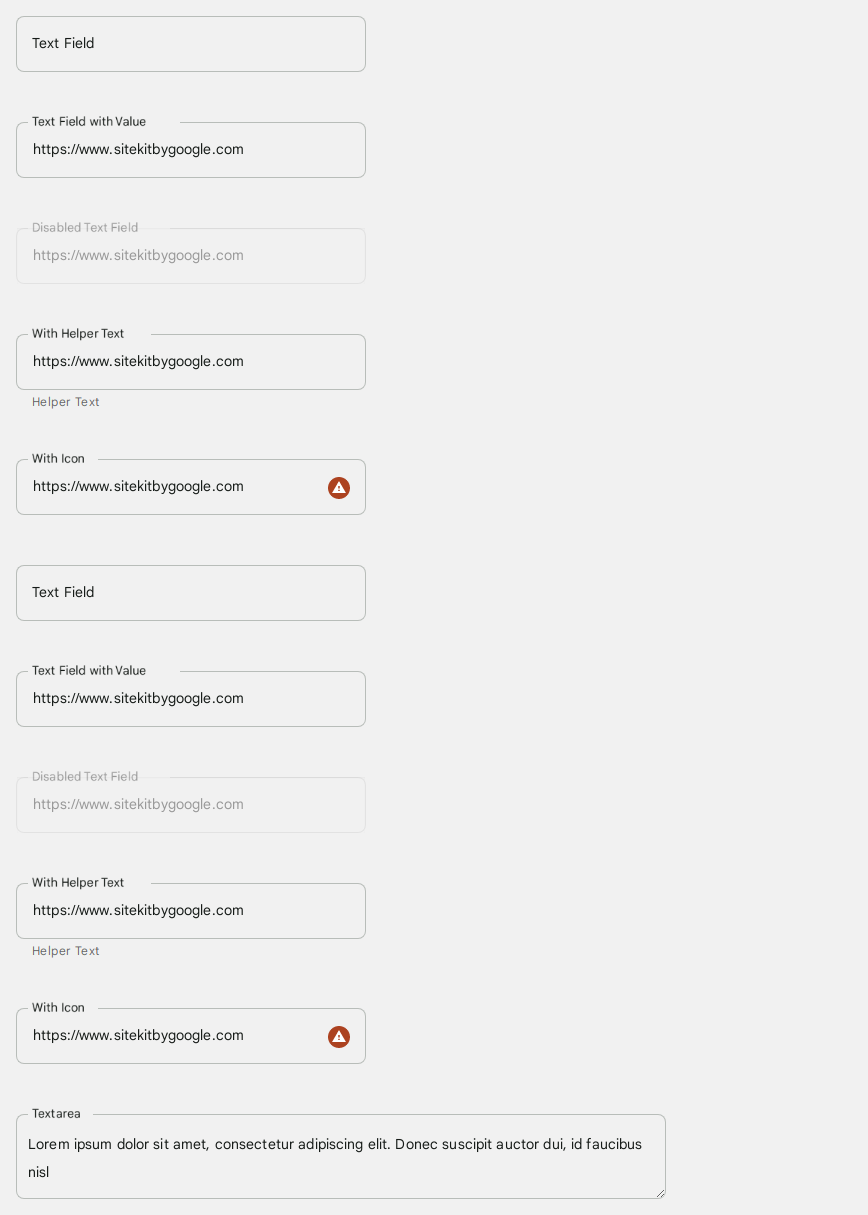 Text Field
Text Field with Value
https://www.sitekitbygoogle.com
Disabled Text Field
https://www.sitekitbygoogle.com
With Helper Text
https://www.sitekitbygoogle.com
Helper Text
With Icon
https://www.sitekitbygoogle.com
Text Field
Text Field with Value
https://www.sitekitbygoogle.com
Disabled Text Field
https://www.sitekitbygoogle.com
With Helper Text
https://www.sitekitbygoogle.com
Helper Text
With Icon
https://www.sitekitbygoogle.com
Textarea
Lorem ipsum dolor sit amet, consectetur adipiscing elit. Donec suscipit auctor dui, id faucibus
nisl